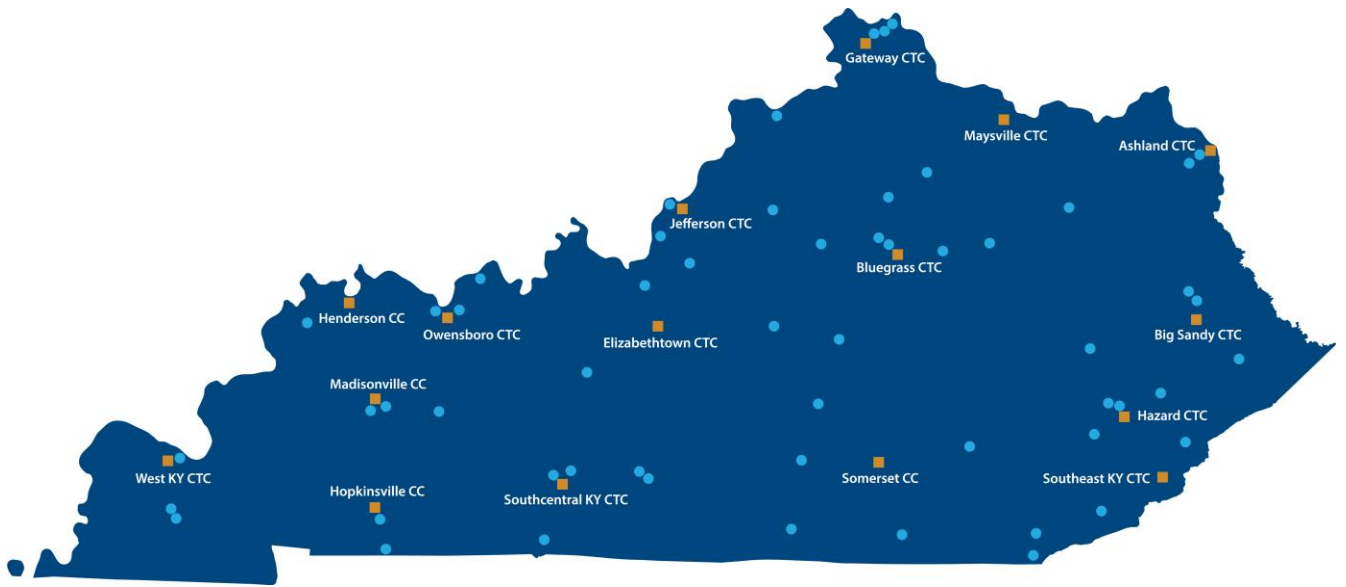 Gateway CTC
Maysville CTC
Ashland CTC
Jefferson CTC
Bluegrass CTC
Henderson CC
Owensboro CTC
Elizabethtown CTC
Big Sandy CTC
Madisonville CC
Hazard CTC
West KY CTC
Hopkinsville CC
Southcentral KY CTC
Somerset CC
Southeast KY CTC